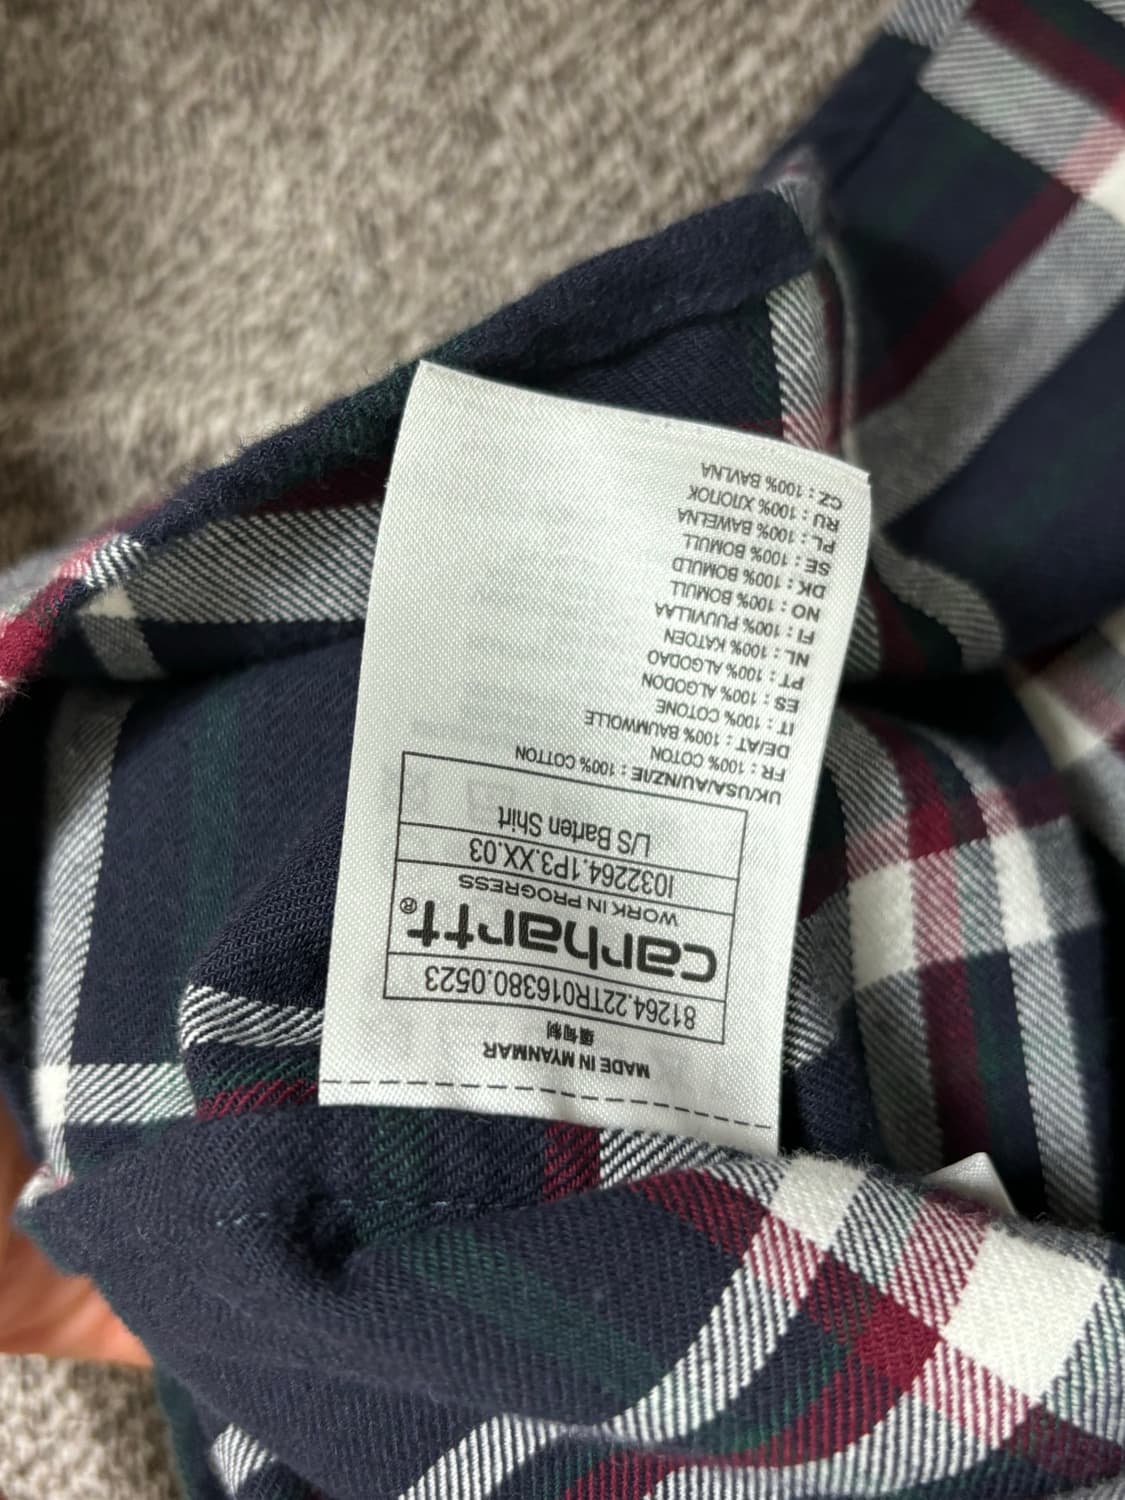 MADE IN MYANMAR
缅甸制
81264.22TR016380.0523
carhartt®
WORK IN PROGRESS
I032264.1P3.XX.03
L/S Barten Shirt
UK/USA/AU/NZ/IE : 100% COTTON
FR : 100% COTON
DE/AT : 100% BAUMWOLLE
IT : 100% COTONE
ES : 100% ALGODON
PT : 100% ALGODAO
NL : 100% KATOEN
FI : 100% PUUVILLAA
NO : 100% BOMULL
DK : 100% BOMULD
SE : 100% BOMULL
PL : 100% BAWEŁNA
RU : 100% ХЛОПОК
CZ : 100% BAVLNA